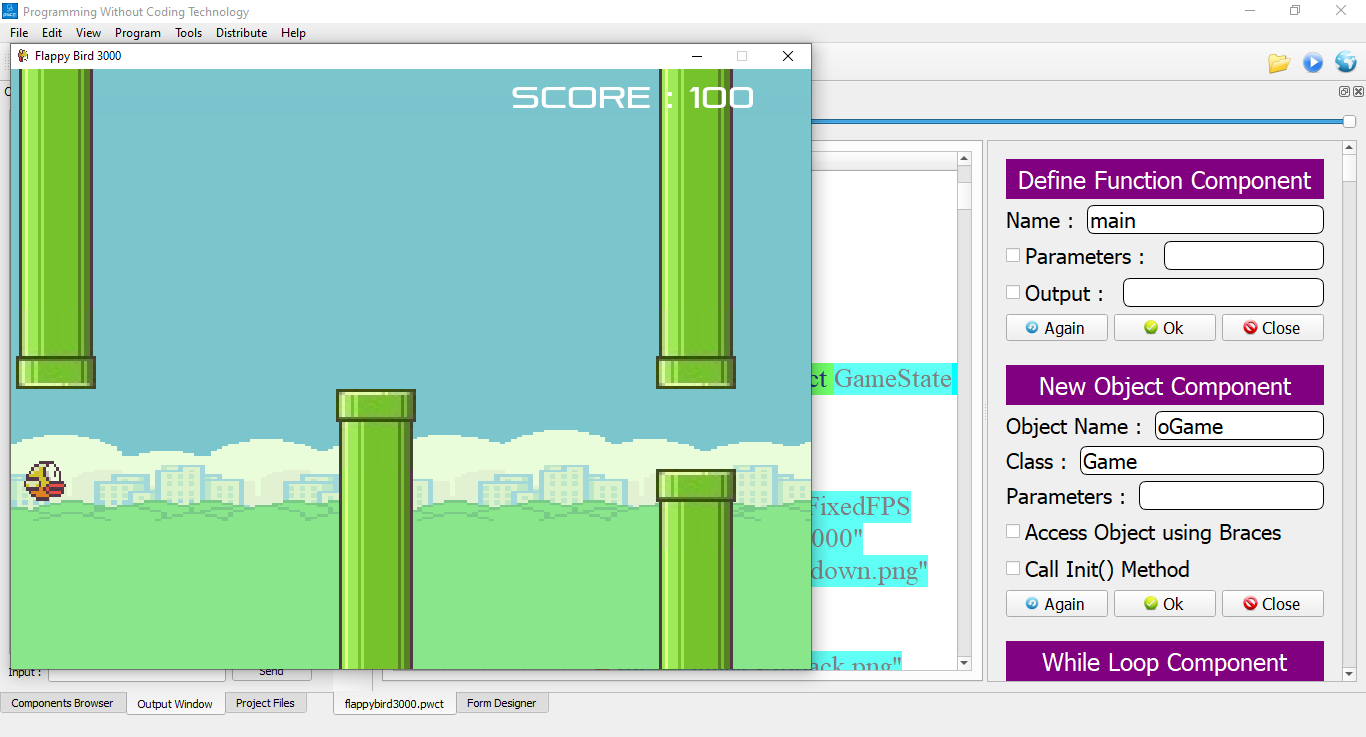 Programming Without Coding Technology
File Edit View Program Tools Distribute Help
Flappy Bird 3000
SCORE : 100
Define Function Component
Name : main
Parameters :
Output :
Again Ok Close
New Object Component
GameState
Object Name : oGame
Class : Game
Parameters :
FixedFPS
Access Object using Braces
000"
down.png"
Call Init() Method
Again Ok Close
While Loop Component
ack.png"
Input :
Send
Components Browser Output Window Project Files flappybird3000.pwct Form Designer